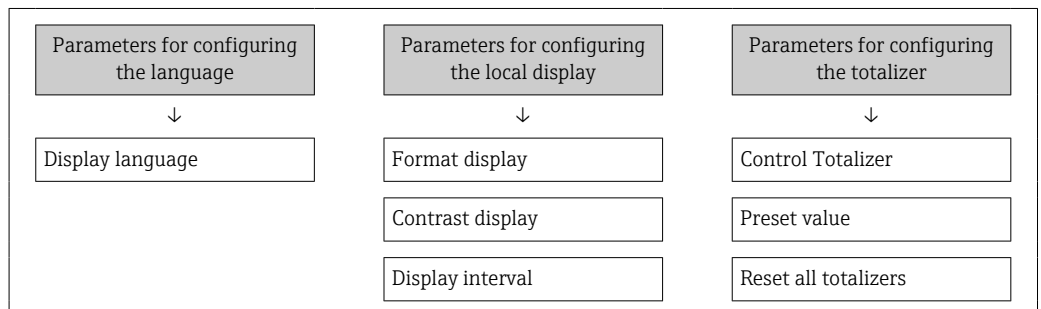 Parameters for configuring
the language
↓
Display language
Parameters for configuring
the local display
↓
Format display
Contrast display
Display interval
Parameters for configuring
the totalizer
↓
Control Totalizer
Preset value
Reset all totalizers